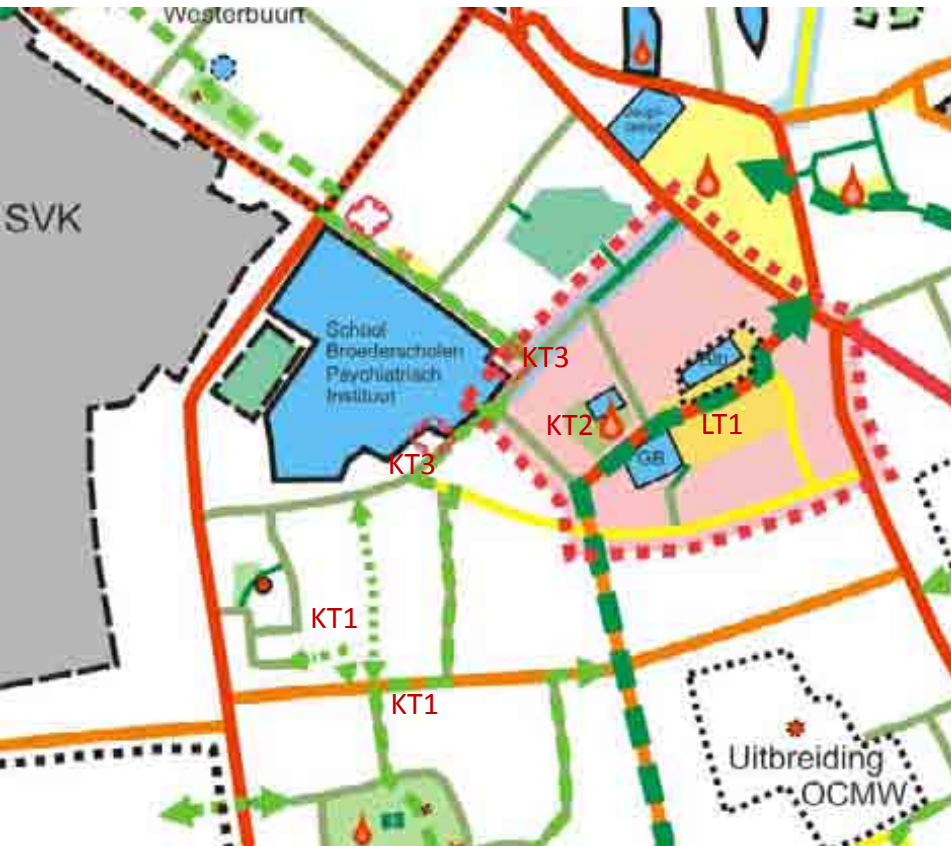 Westerbuurt
SVK
School
Broederscholen
Psychiatrisch
Instituut
KT3
KT2
LT1
GB
KT3
KT1
KT1
Uitbreiding
OCMW